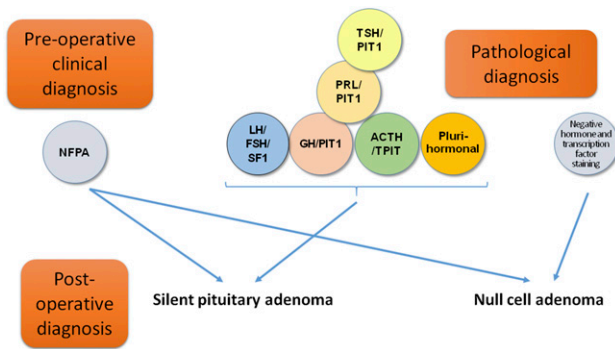 Pre-operative
clinical
diagnosis
TSH/
PIT1
Pathological
diagnosis
PRL/
PIT1
NFPA
LH/
FSH/
SF1
GH/PIT1
ACTH
/TPIT
Pluri-
hormonal
Negative
hormone and
transcription
factor
staining
Post-
operative
diagnosis
Silent pituitary adenoma
Null cell adenoma